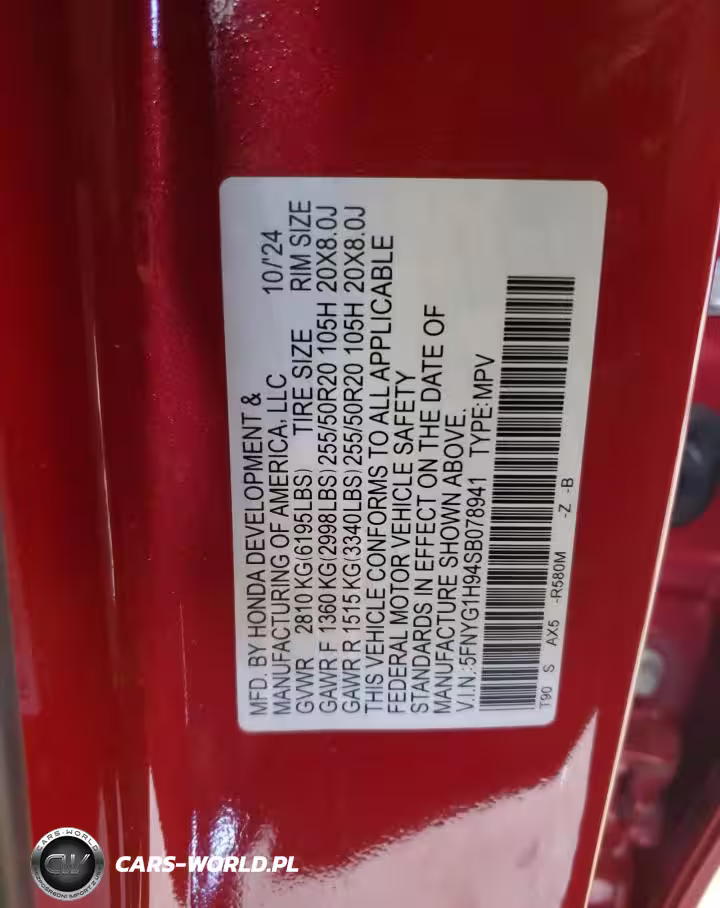 MFD. BY HONDA DEVELOPMENT &
MANUFACTURING OF AMERICA, LLC 10/'24
GVWR 2810 KG(6195LBS) TIRE SIZE RIM SIZE
GAWR F 1360 KG(2998LBS) 255/50R20 105H 20X8.0J
GAWR R 1515 KG(3340LBS) 255/50R20 105H 20X8.0J
THIS VEHICLE CONFORMS TO ALL APPLICABLE
FEDERAL MOTOR VEHICLE SAFETY
STANDARDS IN EFFECT ON THE DATE OF
MANUFACTURE SHOWN ABOVE.
V.I.N.:5FNYG1H94SB078941 TYPE:MPV
T90 S AX5 -R580M -Z -B
CARS-WORLD
CW
CARS-WORLD.PL